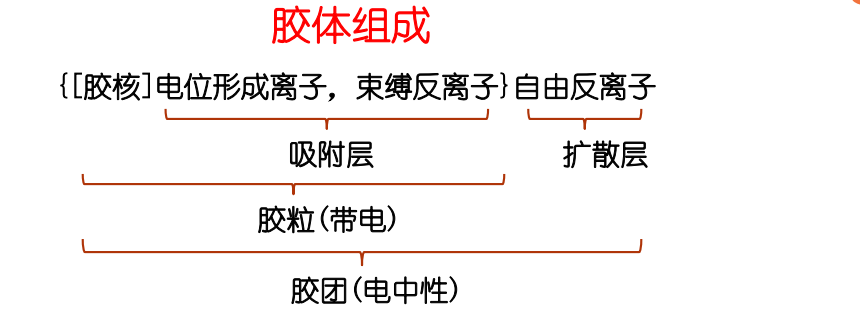 胶体组成
{[胶核]电位形成离子，束缚反离子}自由反离子
吸附层 扩散层
胶粒(带电)
胶团(电中性)